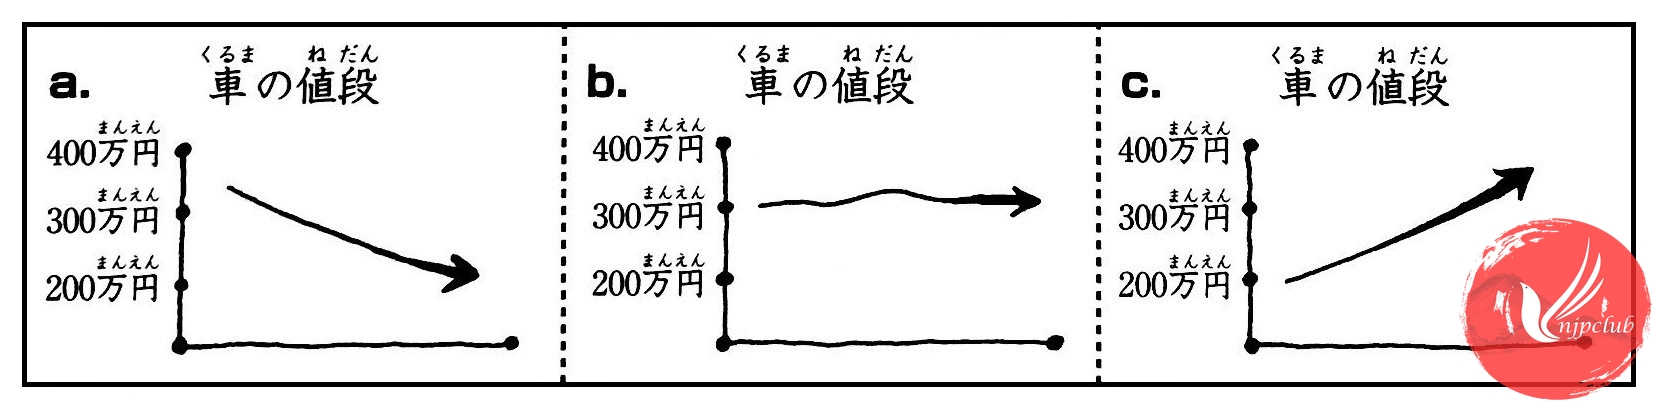 a.
くるま ね だん
車の値段
まんえん
400万円
まんえん
300万円
まんえん
200万円
b.
くるま ね だん
車の値段
まんえん
400万円
まんえん
300万円
まんえん
200万円
c.
くるま ね だん
車の値段
まんえん
400万円
まんえん
300万円
まんえん
200万円
njpclub